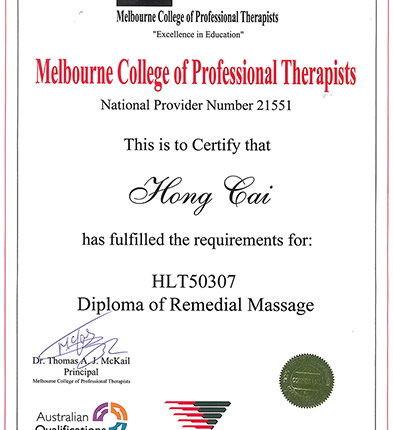 Melbourne College of Professional Therapists
"Excellence in Education"
Melbourne College of Professional Therapists
National Provider Number 21551
This is to Certify that
Hong Cai
has fulfilled the requirements for:
HLT50307
Diploma of Remedial Massage
Dr. Thomas A. J. McKail
Principal
Melbourne College of Professional Therapists
Australian
Qualifications